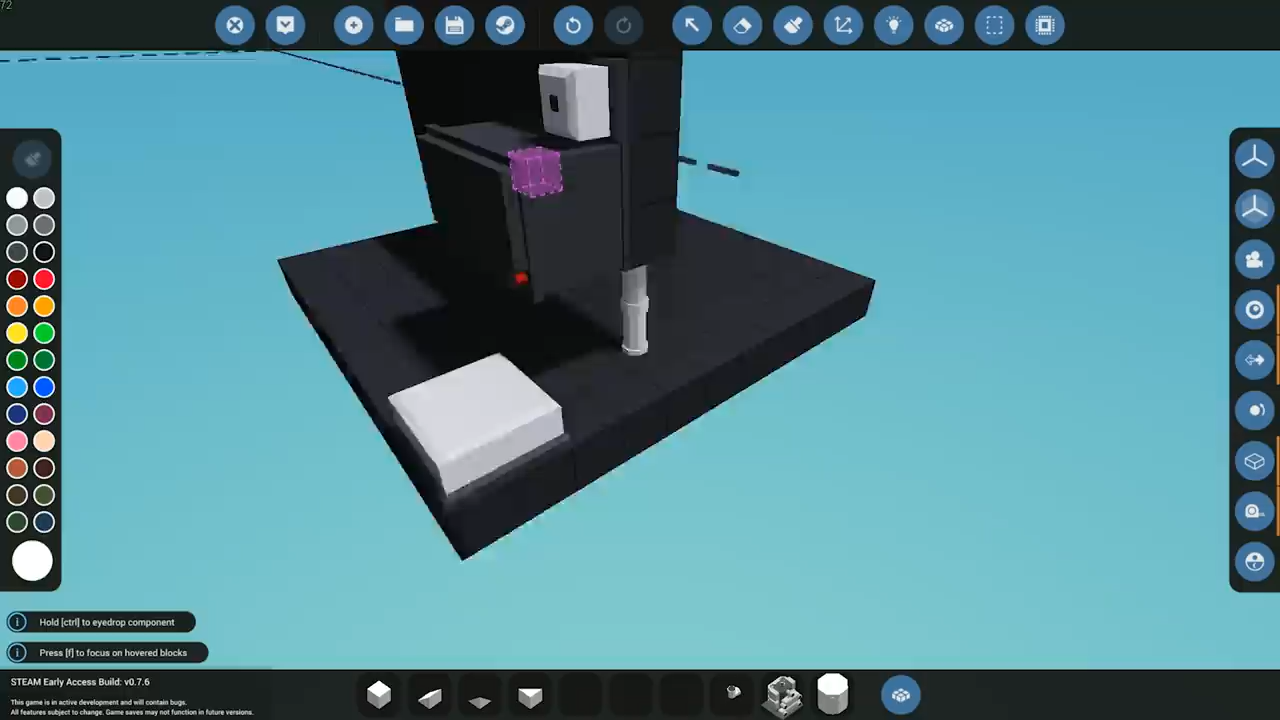 72
Hold [ctrl] to eyedrop component
Press [f] to focus on hovered blocks
STEAM Early Access Build: v0.7.6
This game is in active development and will contain bugs.
All features subject to change. Game saves may not function in future versions.